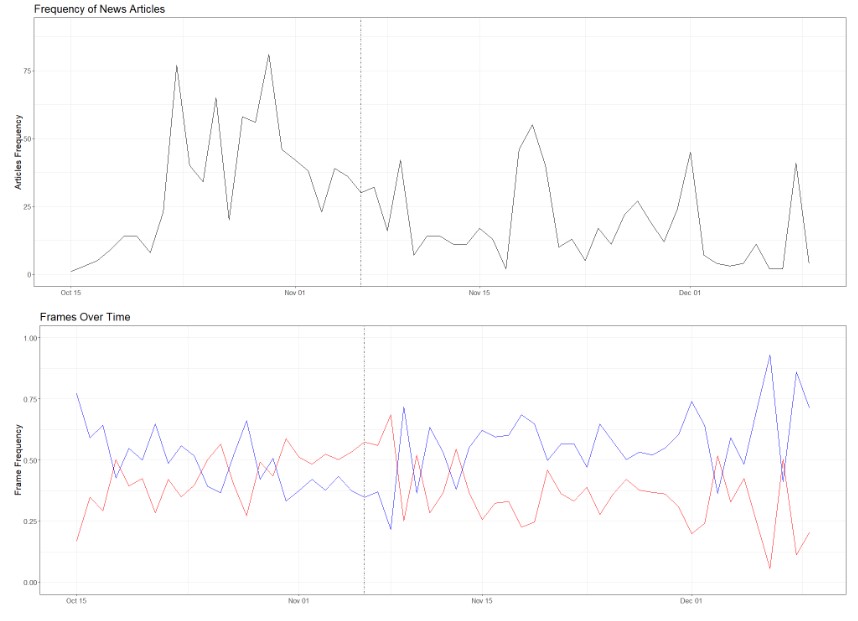 Frequency of News Articles
Articles Frequency
75
50
25
0
Oct 15
Nov 01
Nov 15
Dec 01
Frames Over Time
Frame Frequency
1.00
0.75
0.50
0.25
0.00
Oct 15
Nov 01
Nov 15
Dec 01